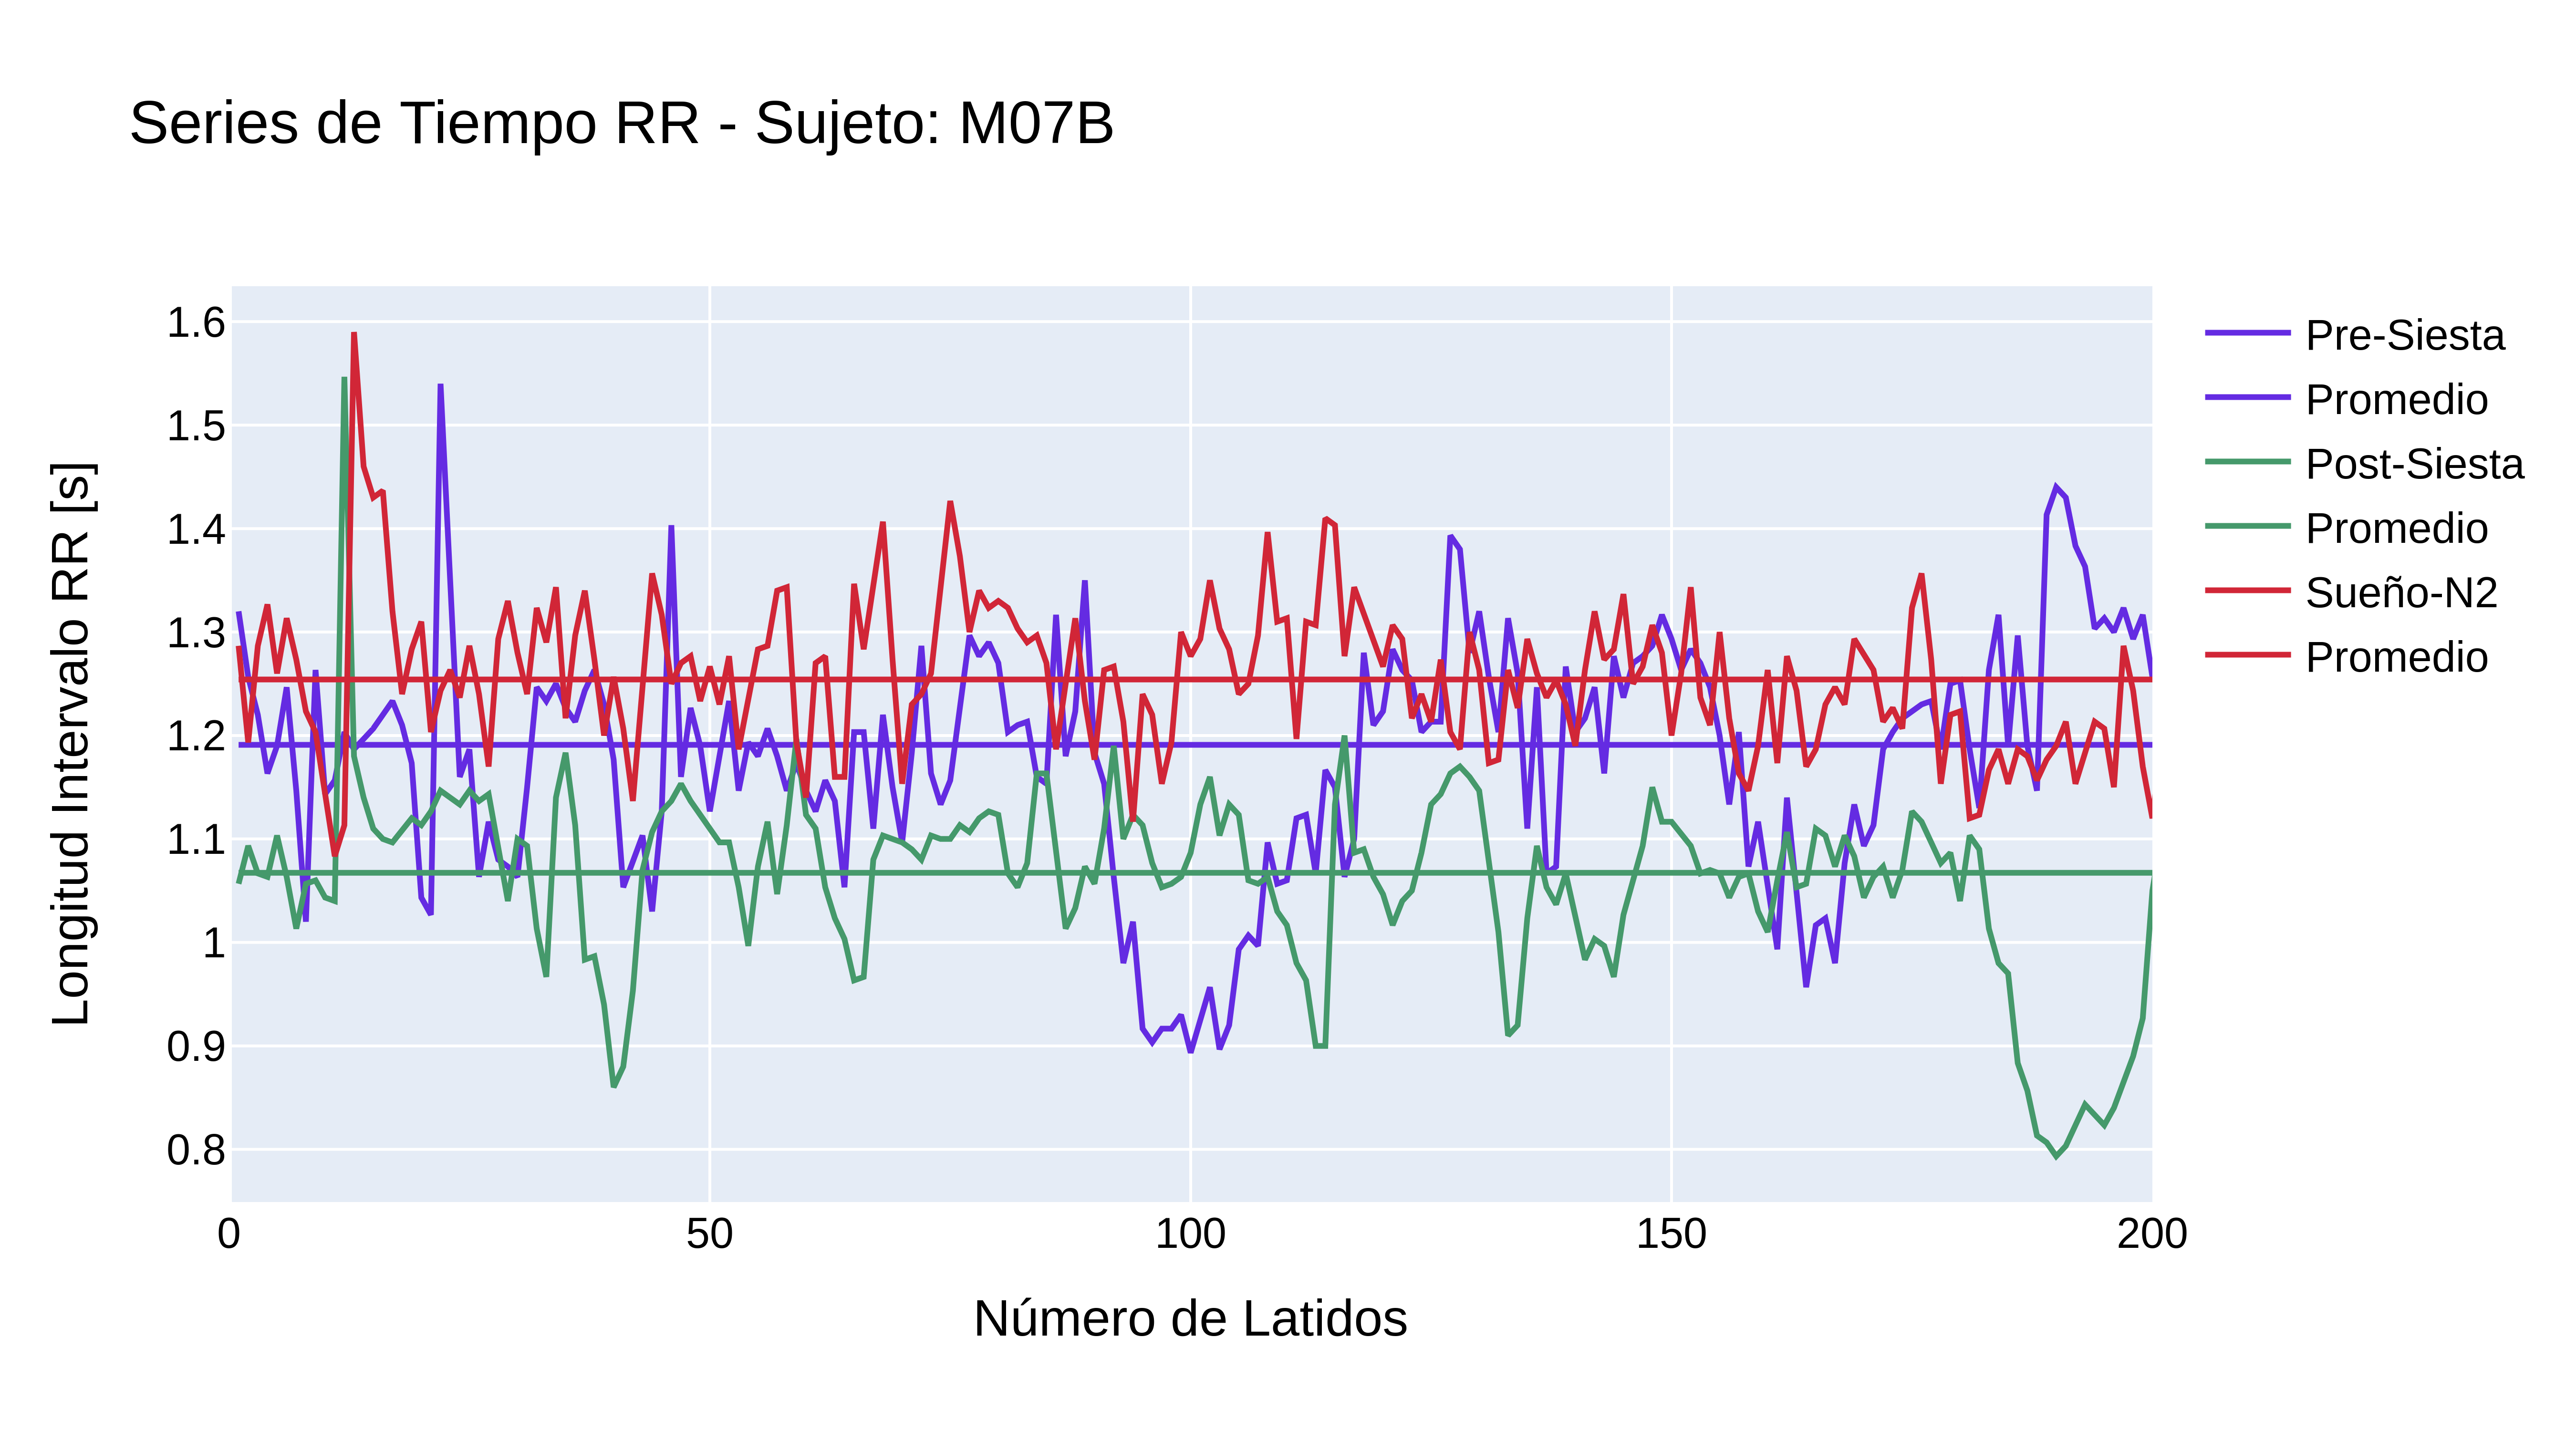 Series de Tiempo RR - Sujeto: M07B
Longitud Intervalo RR [s]
1.6
1.5
1.4
1.3
1.2
1.1
1
0.9
0.8
0
50
100
150
200
Número de Latidos
Pre-Siesta
Promedio
Post-Siesta
Promedio
Sueño-N2
Promedio